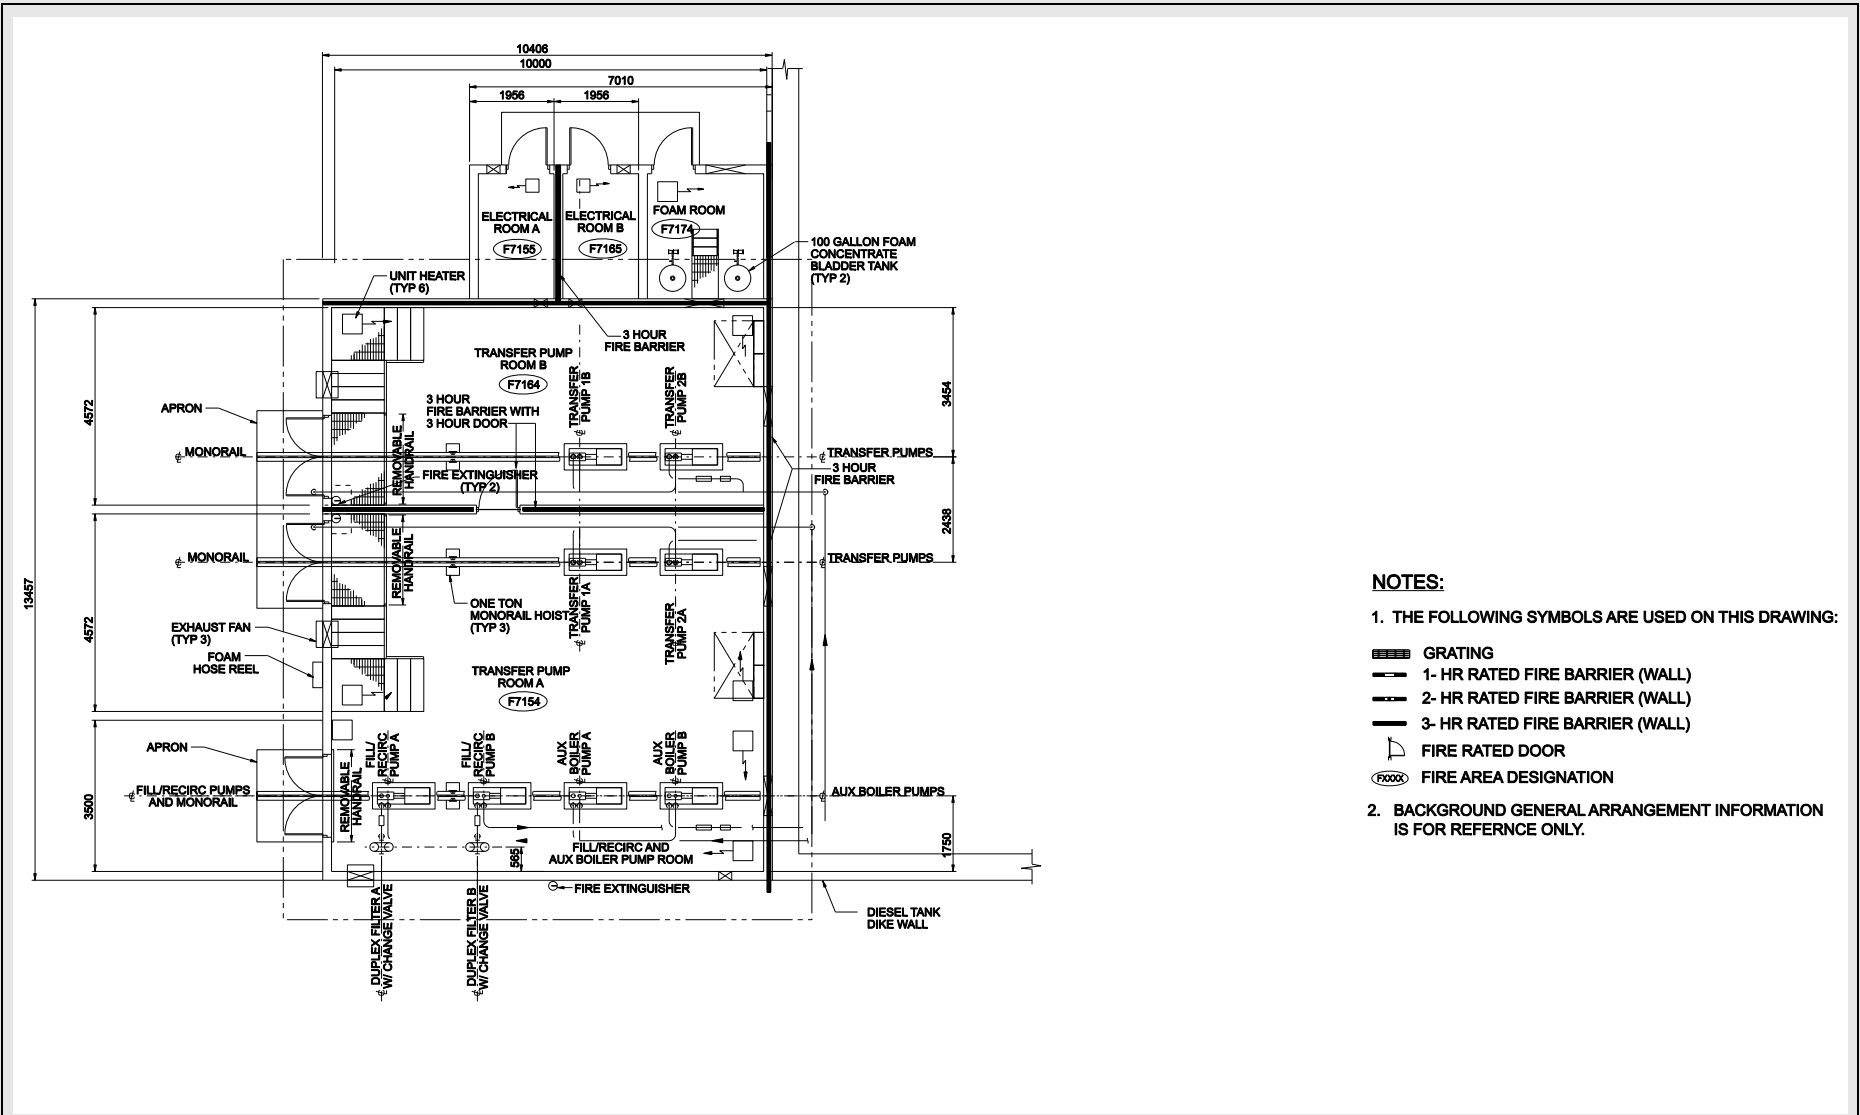 10406
10000
7010
1956
1956
ELECTRICAL
ROOM A
F7155
ELECTRICAL
ROOM B
F7165
FOAM ROOM
F7174
100 GALLON FOAM
CONCENTRATE
BLADDER TANK
(TYP 2)
UNIT HEATER
(TYP 6)
3 HOUR
FIRE BARRIER
TRANSFER PUMP
ROOM B
F7164
3 HOUR
FIRE BARRIER WITH
3 HOUR DOOR
TRANSFER
PUMP 1B
TRANSFER
PUMP 2B
4572
3454
APRON
MONORAIL
REMOVABLE
HANDRAIL
FIRE EXTINGUISHER
(TYP 2)
TRANSFER PUMPS
3 HOUR
FIRE BARRIER
2438
13457
MONORAIL
REMOVABLE
HANDRAIL
TRANSFER PUMPS
ONE TON
MONORAIL HOIST
(TYP 3)
TRANSFER
PUMP 1A
TRANSFER
PUMP 2A
4572
EXHAUST FAN
(TYP 3)
FOAM
HOSE REEL
TRANSFER PUMP
ROOM A
F7154
APRON
FILL/
RECIRC
PUMP A
FILL/
RECIRC
PUMP B
AUX
BOILER
PUMP A
AUX
BOILER
PUMP B
FILL/RECIRC PUMPS
AND MONORAIL
REMOVABLE
HANDRAIL
AUX BOILER PUMPS
3500
1750
565
FILL/RECIRC AND
AUX BOILER PUMP ROOM
FIRE EXTINGUISHER
DUPLEX FILTER A
W/ CHANGE VALVE
DUPLEX FILTER B
W/ CHANGE VALVE
DIESEL TANK
DIKE WALL
NOTES:
1. THE FOLLOWING SYMBOLS ARE USED ON THIS DRAWING:
GRATING
1- HR RATED FIRE BARRIER (WALL)
2- HR RATED FIRE BARRIER (WALL)
3- HR RATED FIRE BARRIER (WALL)
FIRE RATED DOOR
FXXXX FIRE AREA DESIGNATION
2. BACKGROUND GENERAL ARRANGEMENT INFORMATION
IS FOR REFERNCE ONLY.